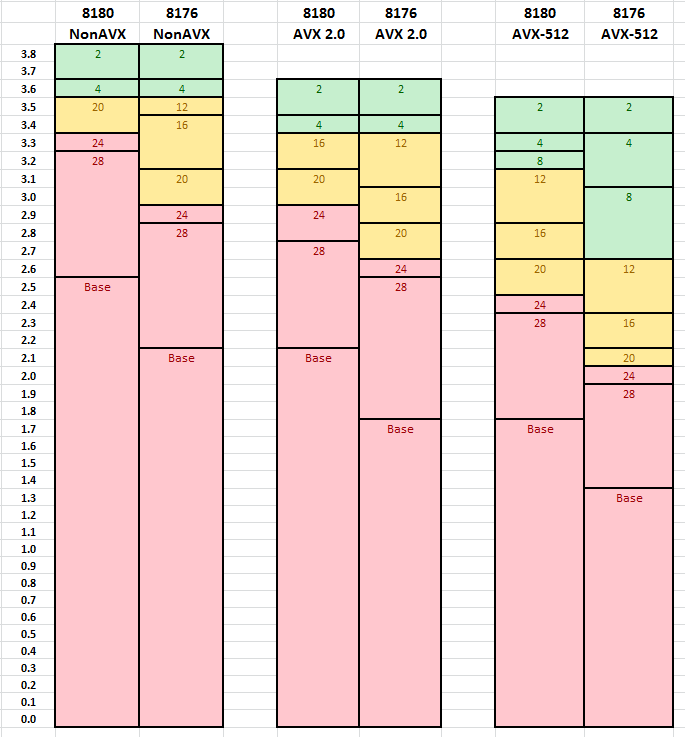 8180 8176 8180 8176 8180 8176
NonAVX NonAVX AVX 2.0 AVX 2.0 AVX-512 AVX-512
3.8 2 2
3.7
3.6 4 4 2 2
3.5 20 12 2 2
3.4 16 4 4
3.3 24 16 12 4 4
3.2 28 8
3.1 20 20 12
3.0 16 8
2.9 24 24
2.8 28 20 16
2.7 28
2.6 24 20 12
2.5 Base 28
2.4 24
2.3 28 16
2.2
2.1 Base Base 20
2.0 24
1.9 28
1.8
1.7 Base Base
1.6
1.5
1.4
1.3 Base
1.2
1.1
1.0
0.9
0.8
0.7
0.6
0.5
0.4
0.3
0.2
0.1
0.0